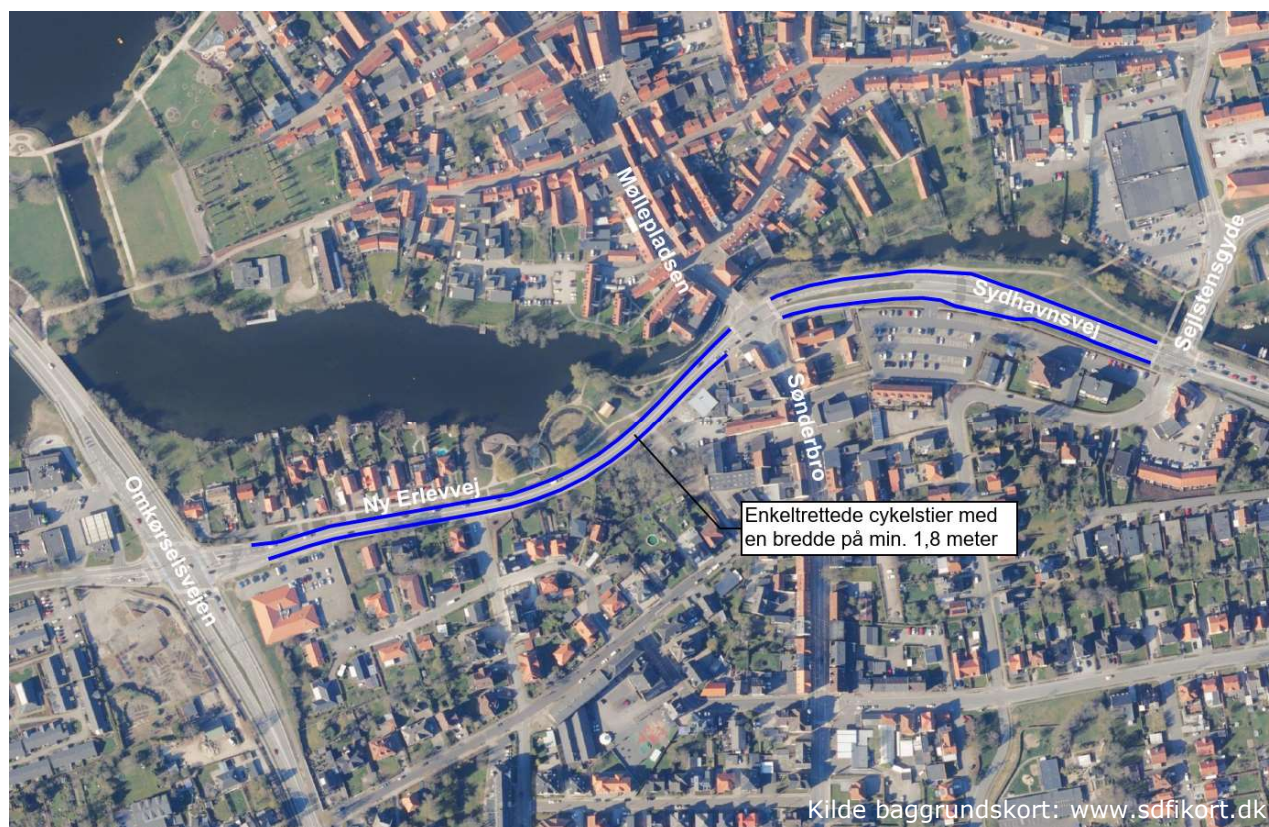 Møllepladsen
Sydhavnsvej
Sejlstensgyde
Sønderbro
Ny Erlevvej
Omkørselsvejen
Enkeltrettede cykelstier med
en bredde på min. 1,8 meter
Kilde baggrundskort: www.sdfikort.dk